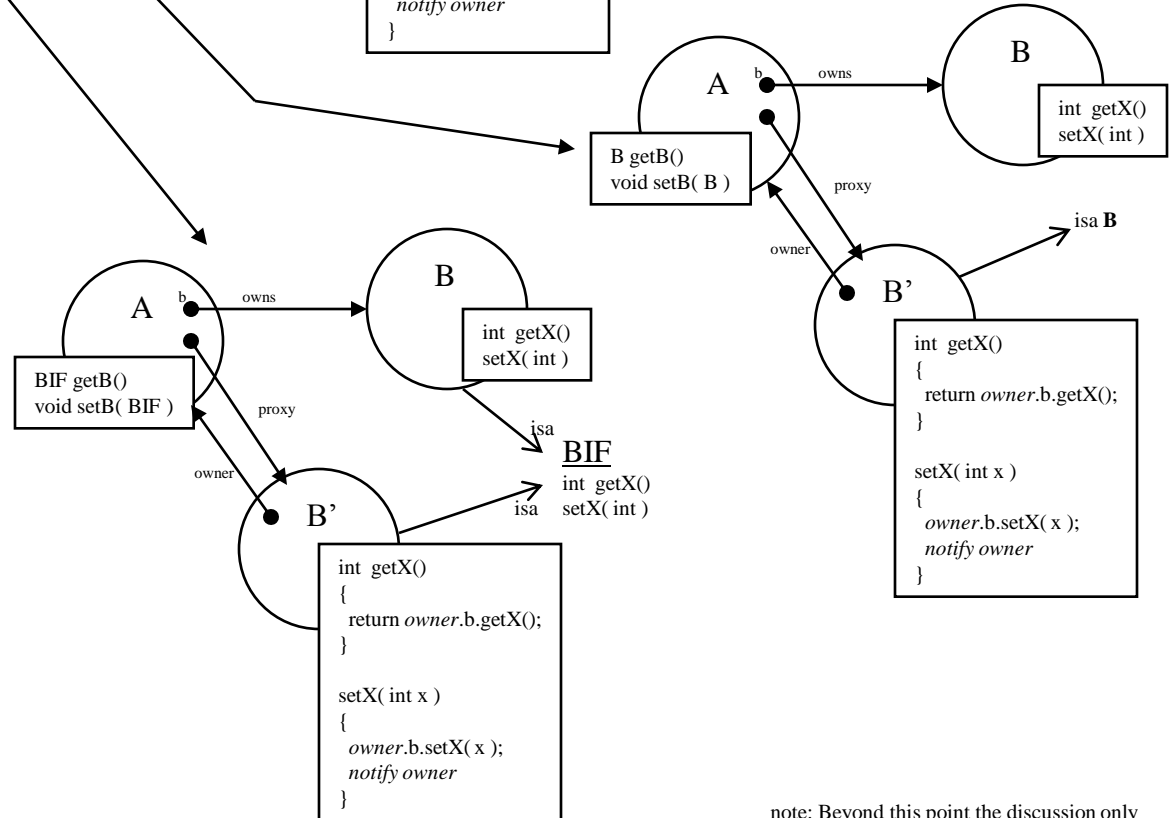 notify owner
}
A
b
owns
B
int getX()
setX( int )
B getB()
void setB( B )
proxy
owner
isa B
B’
int getX()
{
return owner.b.getX();
}
setX( int x )
{
owner.b.setX( x );
notify owner
}
A
b
owns
B
int getX()
setX( int )
BIF getB()
void setB( BIF )
proxy
owner
isa
BIF
int getX()
setX( int )
isa
B’
int getX()
{
return owner.b.getX();
}
setX( int x )
{
owner.b.setX( x );
notify owner
}
note: Beyond this point the discussion only